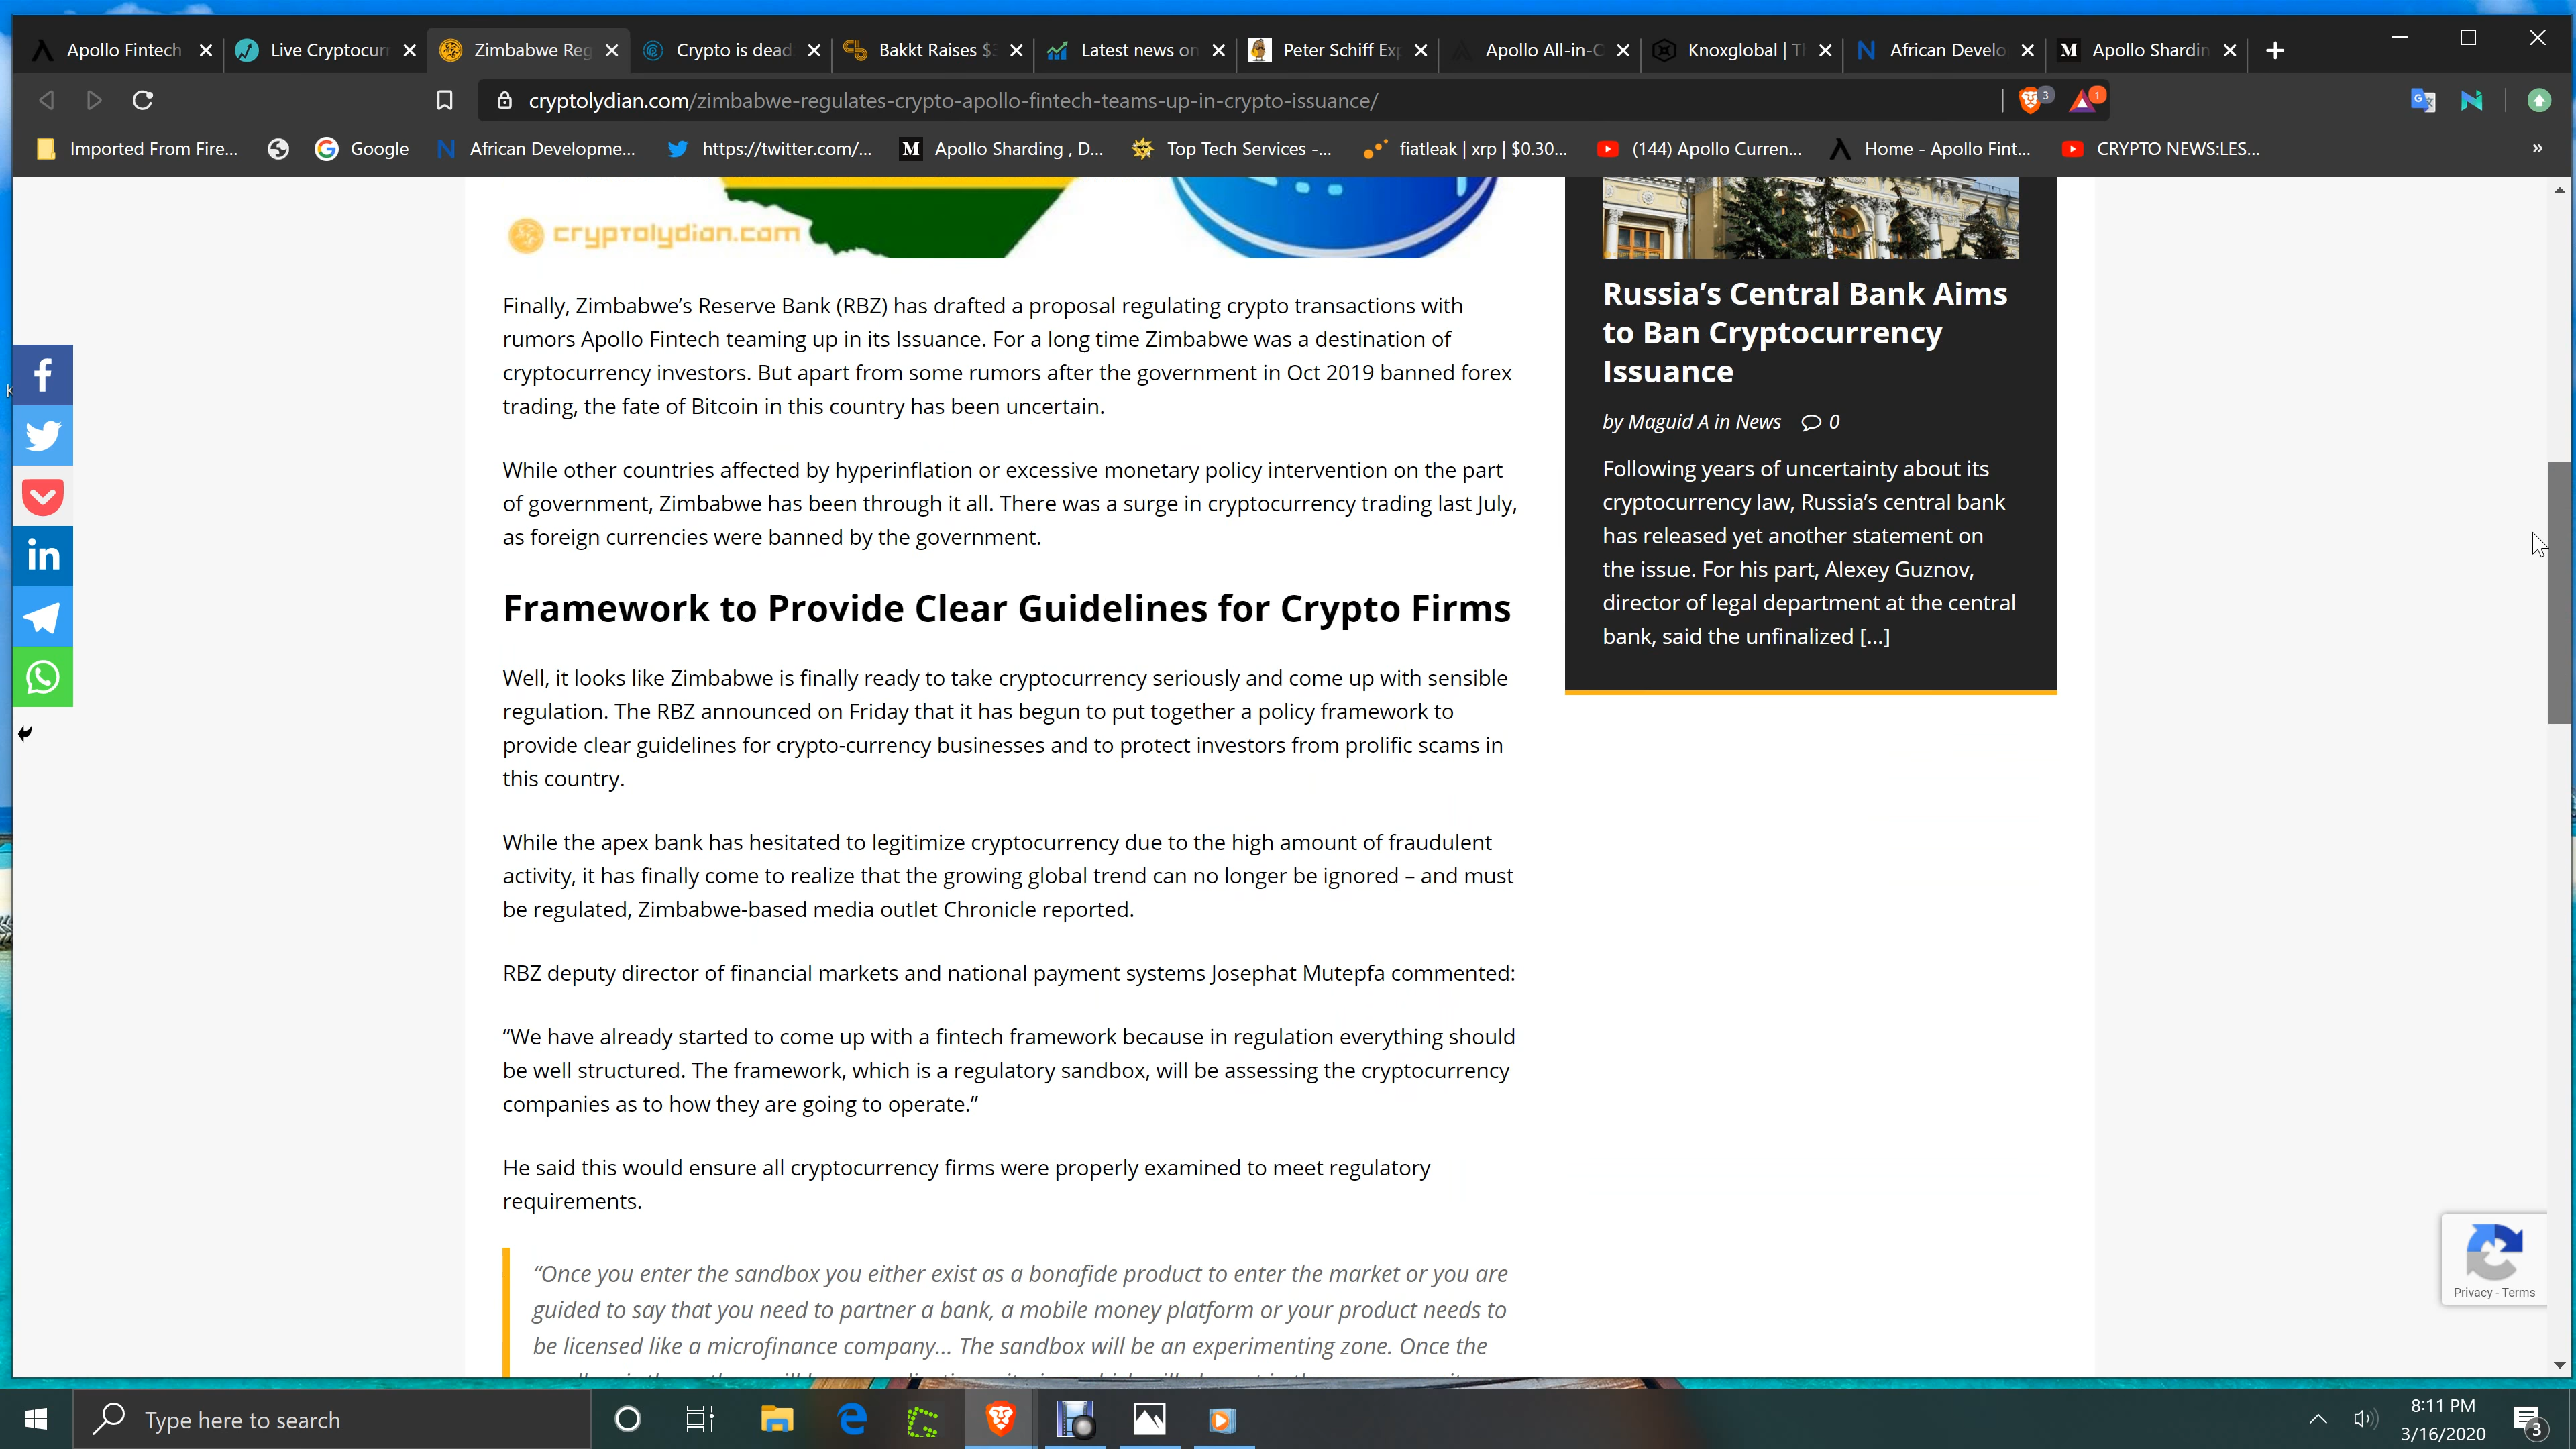 Apollo Fintech
Live Cryptocurr
Zimbabwe Reg
Crypto is dead
Bakkt Raises $3
Latest news on
Peter Schiff Exp
Apollo All-in-O
Knoxglobal | Th
African Develo
M Apollo Shardin
cryptolydian.com/zimbabwe-regulates-crypto-apollo-fintech-teams-up-in-crypto-issuance/
3
1
Imported From Fire...
Google
African Developme...
https://twitter.com/...
M Apollo Sharding , D...
Top Tech Services -...
fiatleak | xrp | $0.30...
(144) Apollo Curren...
Home - Apollo Fint...
CRYPTO NEWS:LES...
»
cryptolydian.com
Finally, Zimbabwe’s Reserve Bank (RBZ) has drafted a proposal regulating crypto transactions with
rumors Apollo Fintech teaming up in its Issuance. For a long time Zimbabwe was a destination of
cryptocurrency investors. But apart from some rumors after the government in Oct 2019 banned forex
trading, the fate of Bitcoin in this country has been uncertain.
While other countries affected by hyperinflation or excessive monetary policy intervention on the part
of government, Zimbabwe has been through it all. There was a surge in cryptocurrency trading last July,
as foreign currencies were banned by the government.
Framework to Provide Clear Guidelines for Crypto Firms
Well, it looks like Zimbabwe is finally ready to take cryptocurrency seriously and come up with sensible
regulation. The RBZ announced on Friday that it has begun to put together a policy framework to
provide clear guidelines for crypto-currency businesses and to protect investors from prolific scams in
this country.
While the apex bank has hesitated to legitimize cryptocurrency due to the high amount of fraudulent
activity, it has finally come to realize that the growing global trend can no longer be ignored – and must
be regulated, Zimbabwe-based media outlet Chronicle reported.
RBZ deputy director of financial markets and national payment systems Josephat Mutepfa commented:
“We have already started to come up with a fintech framework because in regulation everything should
be well structured. The framework, which is a regulatory sandbox, will be assessing the cryptocurrency
companies as to how they are going to operate.”
He said this would ensure all cryptocurrency firms were properly examined to meet regulatory
requirements.
“Once you enter the sandbox you either exist as a bonafide product to enter the market or you are
guided to say that you need to partner a bank, a mobile money platform or your product needs to
be licensed like a microfinance company… The sandbox will be an experimenting zone. Once the
Russia’s Central Bank Aims
to Ban Cryptocurrency
Issuance
by Maguid A in News 0
Following years of uncertainty about its
cryptocurrency law, Russia’s central bank
has released yet another statement on
the issue. For his part, Alexey Guznov,
director of legal department at the central
bank, said the unfinalized [...]
Privacy - Terms
Type here to search
8:11 PM
3/16/2020
3